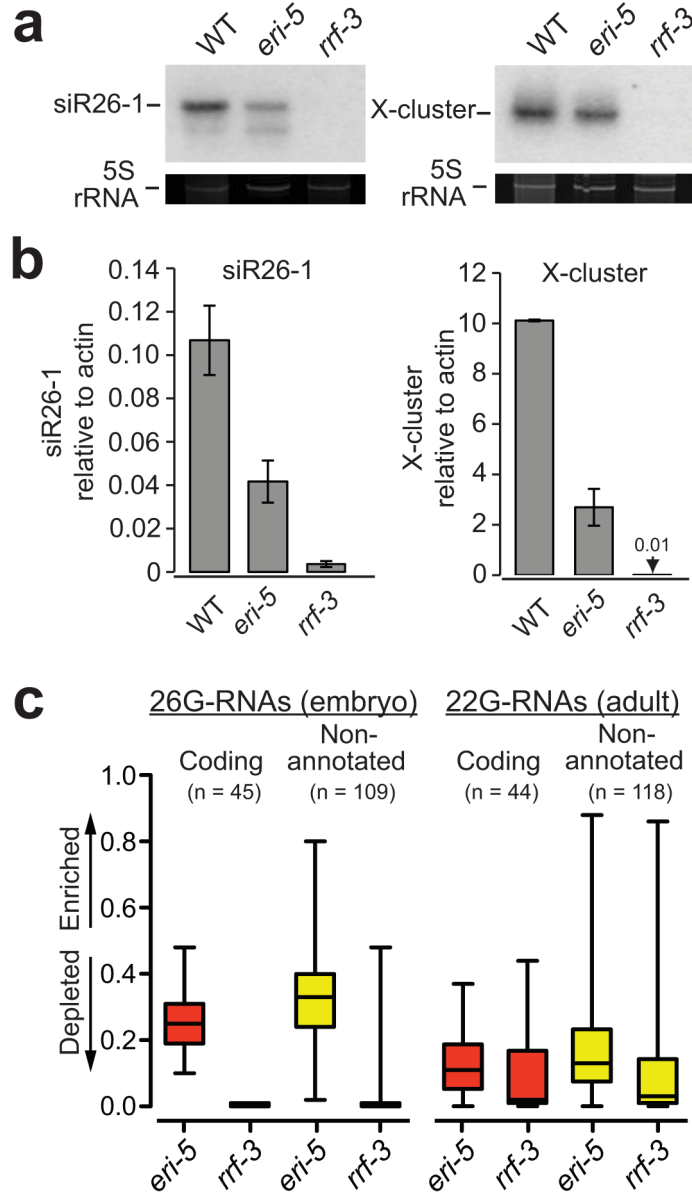 a
WT eri-5 rrf-3
WT eri-5 rrf-3
siR26-1
X-cluster
5S
rRNA
5S
rRNA
b
siR26-1
X-cluster
siR26-1
relative to actin
0.14
0.12
0.10
0.08
0.06
0.04
0.02
0
WT eri-5 rrf-3
X-cluster
relative to actin
12
10
8
6
4
2
0
0.01
WT eri-5 rrf-3
c
26G-RNAs (embryo)
22G-RNAs (adult)
Coding
(n = 45)
Non-
annotated
(n = 109)
Coding
(n = 44)
Non-
annotated
(n = 118)
Enriched
Depleted
1.0
0.8
0.6
0.4
0.2
0.0
eri-5 rrf-3 eri-5 rrf-3
eri-5 rrf-3 eri-5 rrf-3